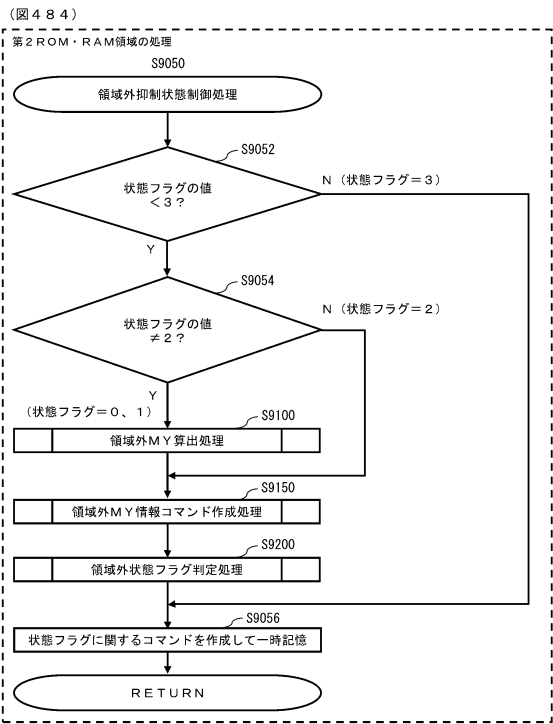 （図４８４）
第２ＲＯＭ・ＲＡＭ領域の処理
S9050
領域外抑制状態制御処理
S9052
状態フラグの値
＜３？
Ｎ（状態フラグ＝３）
Ｙ
S9054
状態フラグの値
≠２？
Ｎ（状態フラグ＝２）
Ｙ
（状態フラグ＝０、１）
S9100
領域外ＭＹ算出処理
S9150
領域外ＭＹ情報コマンド作成処理
S9200
領域外状態フラグ判定処理
S9056
状態フラグに関するコマンドを作成して一時記憶
ＲＥＴＵＲＮ